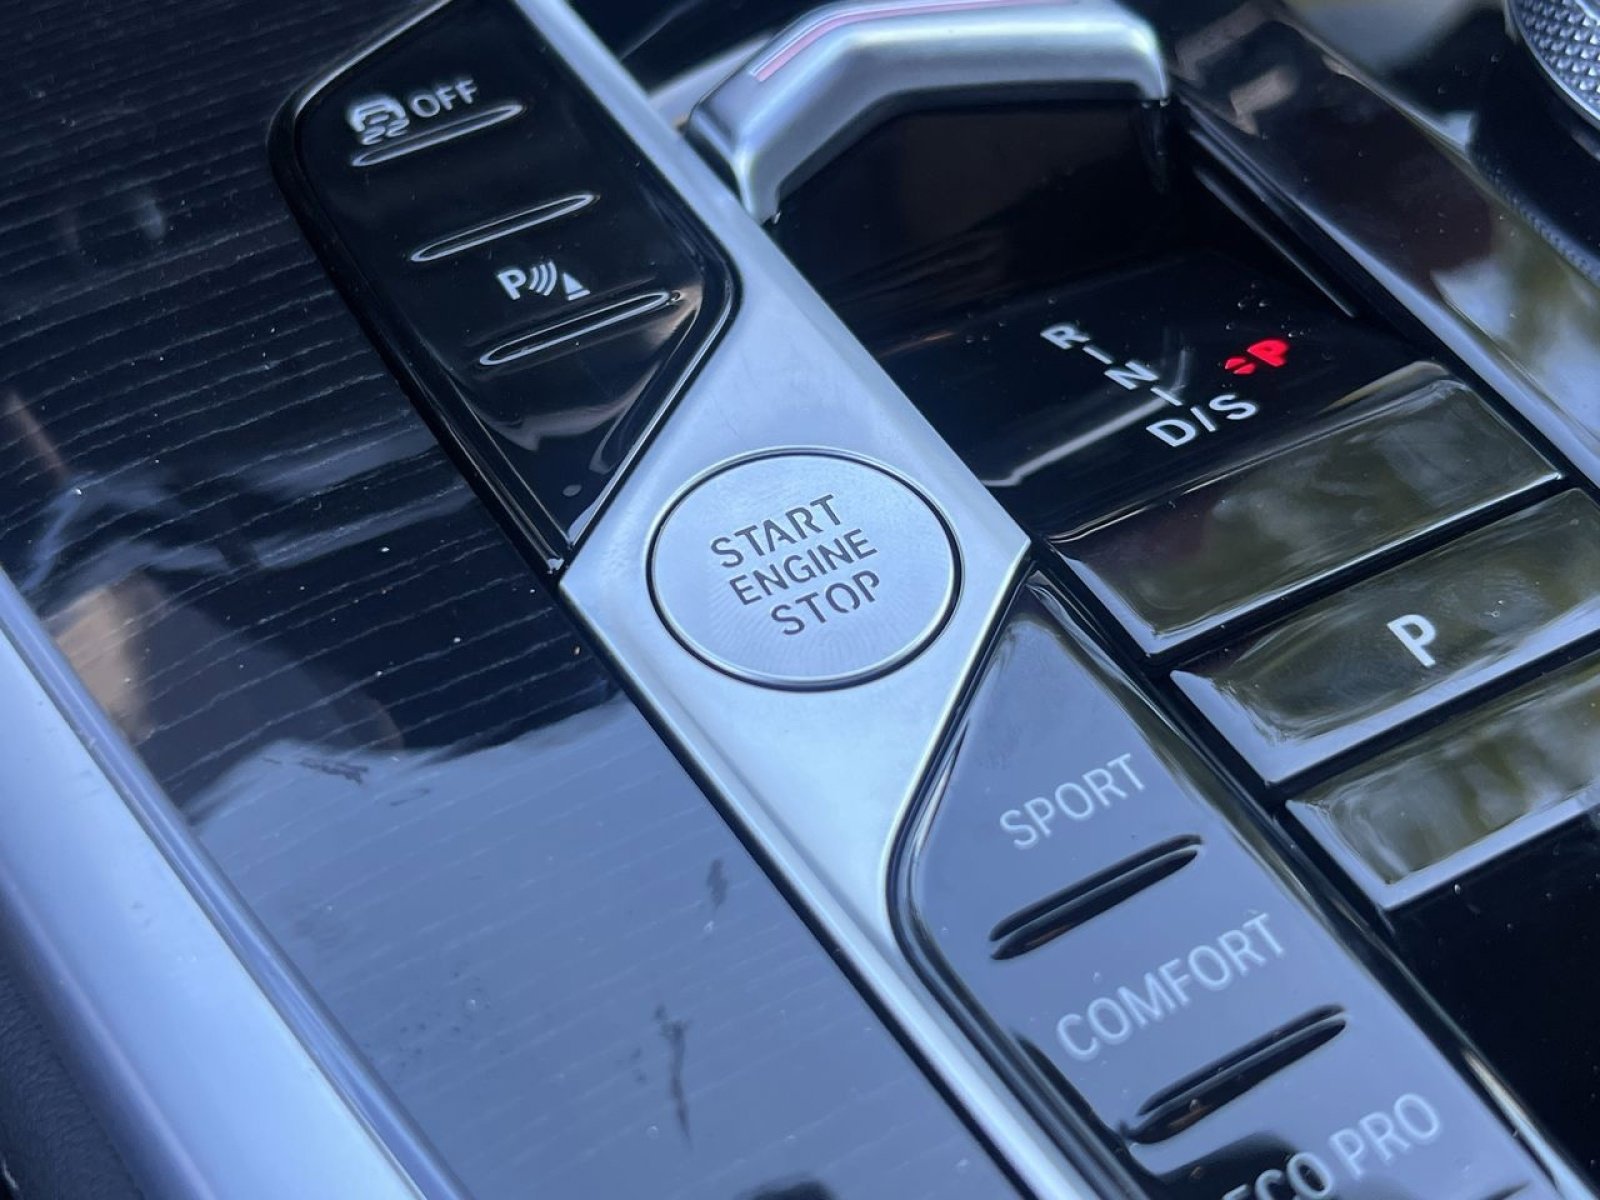 OFF
P
R
N
D/S
P
START
ENGINE
STOP
P
SPORT
COMFORT
ECO PRO